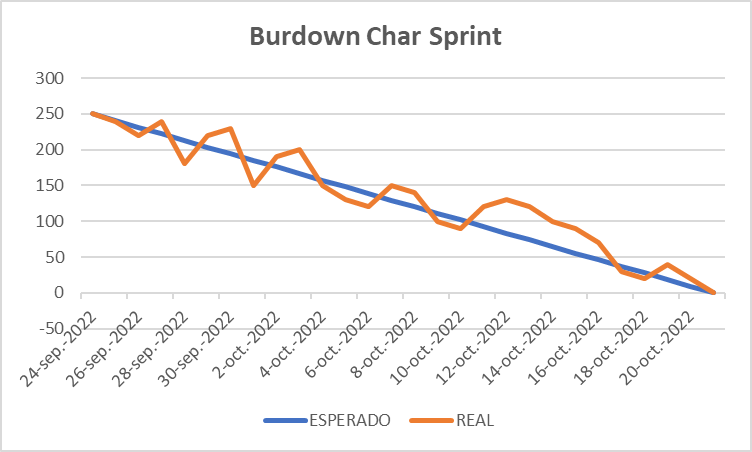 Burdown Char Sprint
300
250
200
150
100
50
0
-50
24-sep.-2022
26-sep.-2022
28-sep.-2022
30-sep.-2022
2-oct.-2022
4-oct.-2022
6-oct.-2022
8-oct.-2022
10-oct.-2022
12-oct.-2022
14-oct.-2022
16-oct.-2022
18-oct.-2022
20-oct.-2022
ESPERADO REAL